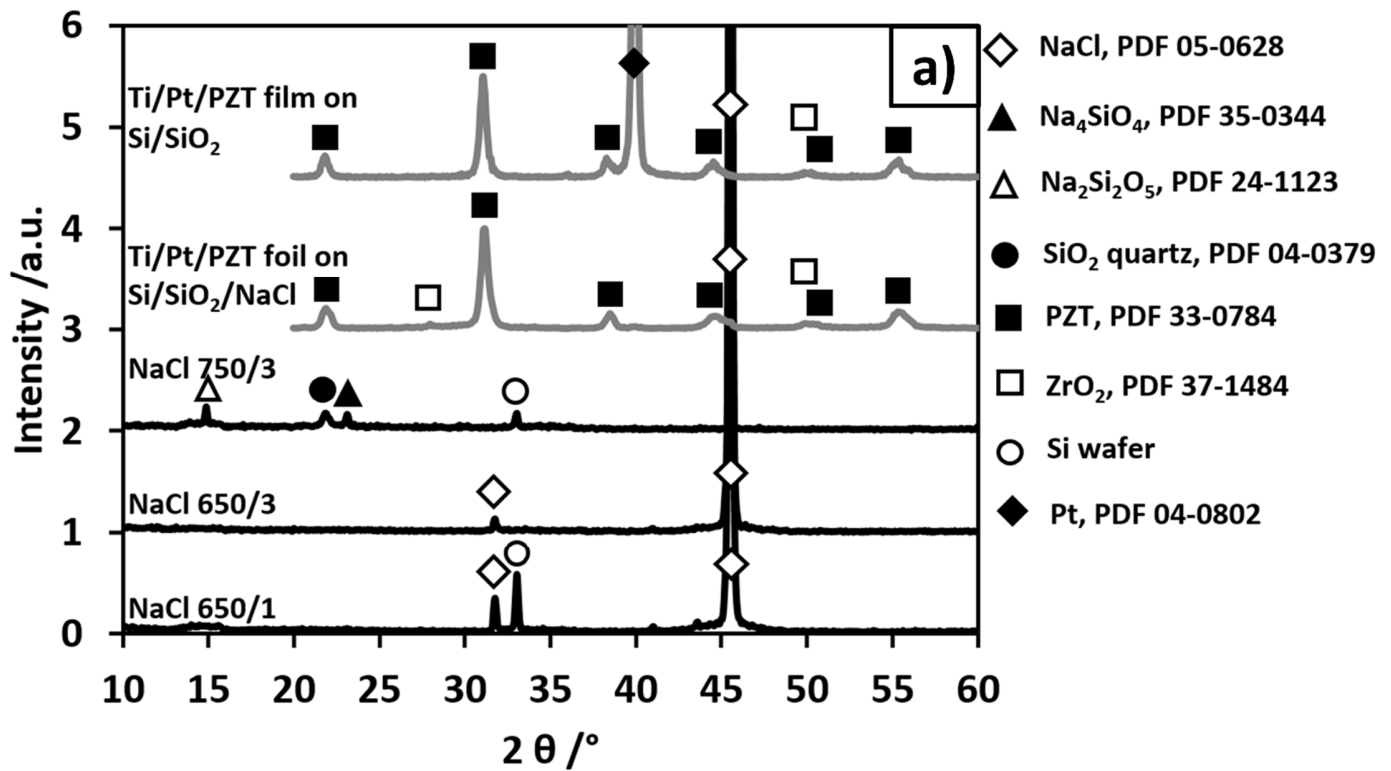 a)
Intensity /a.u.
6
5
4
3
2
1
0
Ti/Pt/PZT film on
Si/SiO₂
Ti/Pt/PZT foil on
Si/SiO₂/NaCl
NaCl 750/3
NaCl 650/3
NaCl 650/1
10 15 20 25 30 35 40 45 50 55 60
2 θ /°
NaCl, PDF 05-0628
Na₄SiO₄, PDF 35-0344
Na₂Si₂O₅, PDF 24-1123
SiO₂ quartz, PDF 04-0379
PZT, PDF 33-0784
ZrO₂, PDF 37-1484
Si wafer
Pt, PDF 04-0802